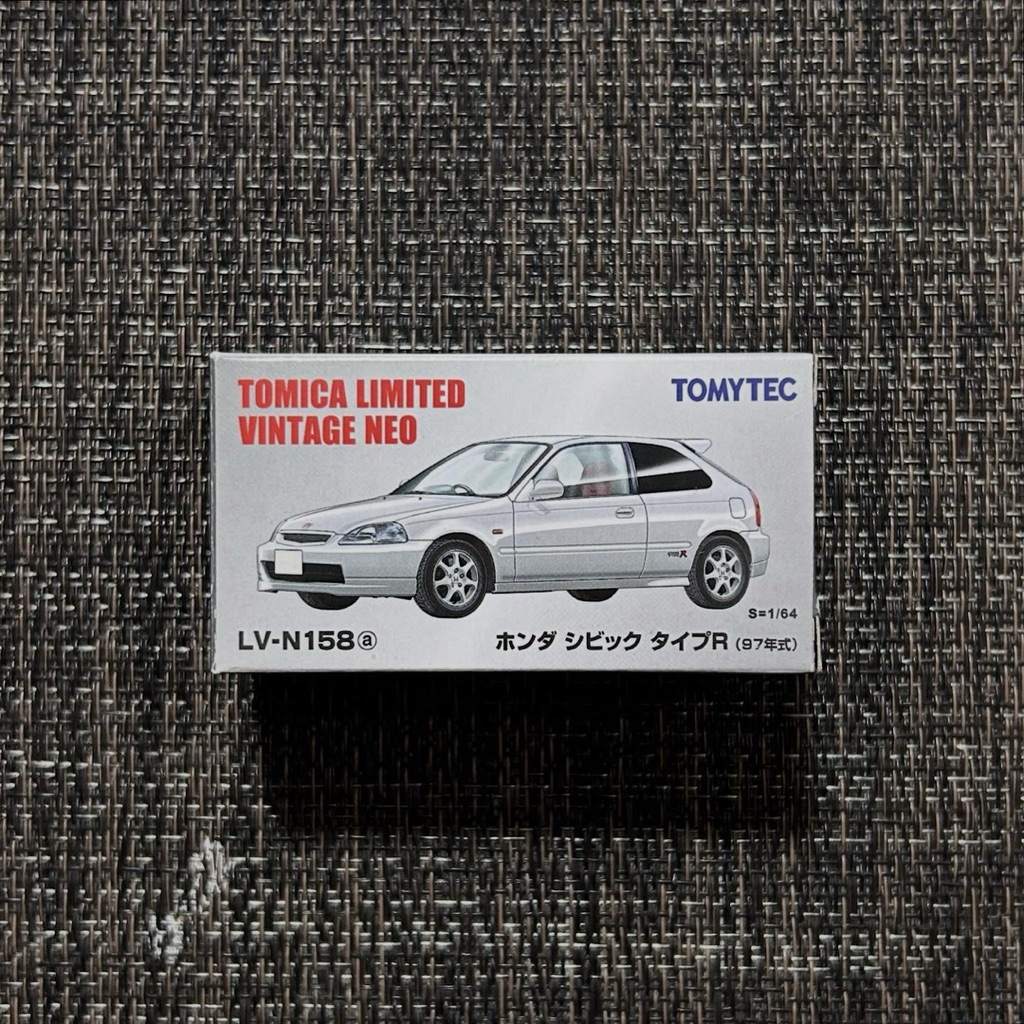 TOMICA LIMITED
VINTAGE NEO
TOMYTEC
TYPE R
S=1/64
LV-N158ⓐ
ホンダ シビック タイプR (97年式)